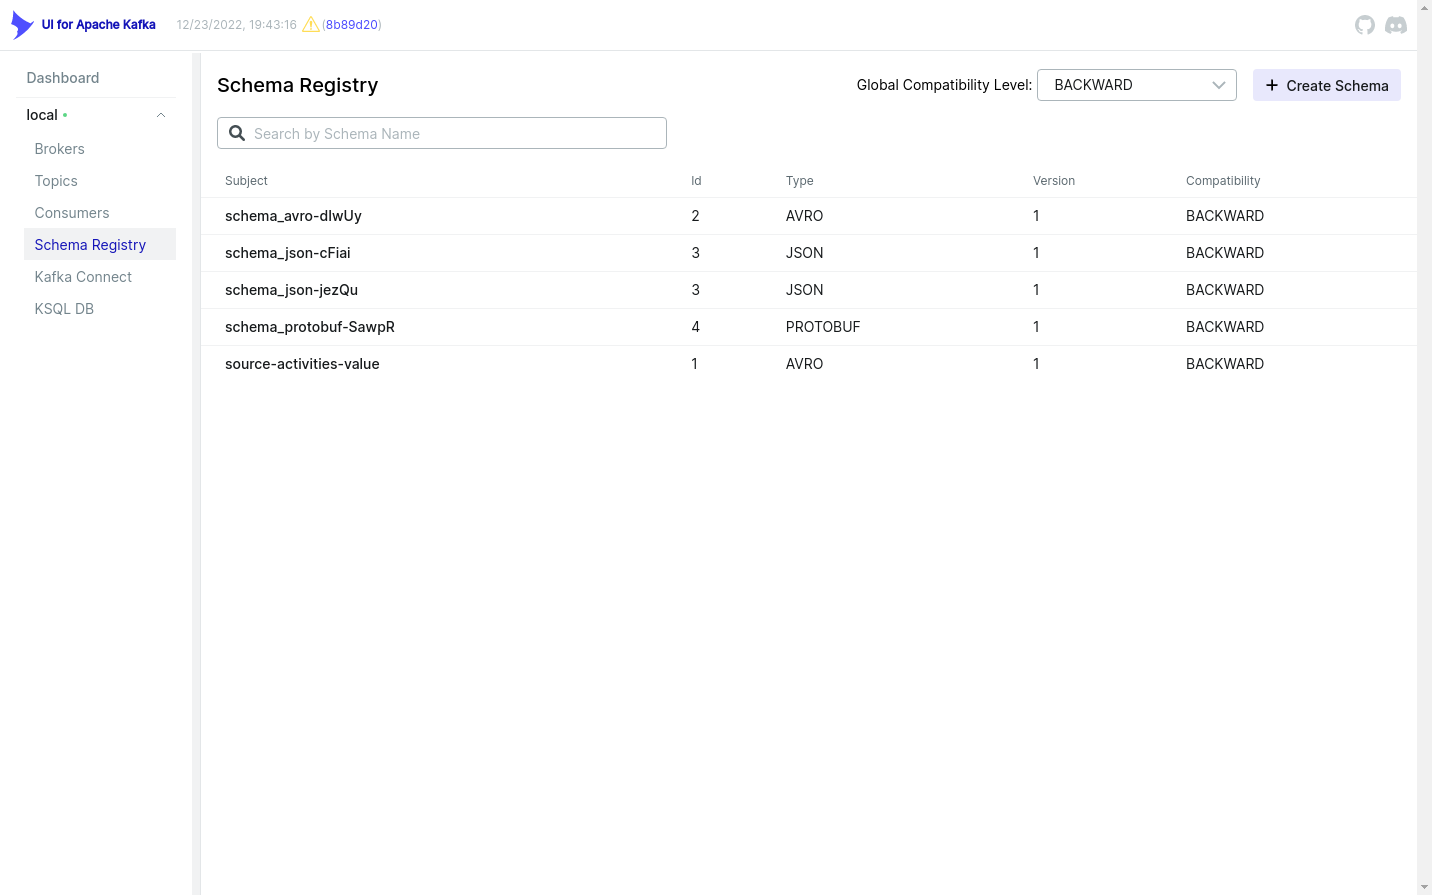 UI for Apache Kafka 12/23/2022, 19:43:16 (8b89d20)
Dashboard
local
Brokers
Topics
Consumers
Schema Registry
Kafka Connect
KSQL DB
Schema Registry
Global Compatibility Level: BACKWARD
Create Schema
Search by Schema Name
Subject Id Type Version Compatibility
schema_avro-dIwUy 2 AVRO 1 BACKWARD
schema_json-cFiai 3 JSON 1 BACKWARD
schema_json-jezQu 3 JSON 1 BACKWARD
schema_protobuf-SawpR 4 PROTOBUF 1 BACKWARD
source-activities-value 1 AVRO 1 BACKWARD